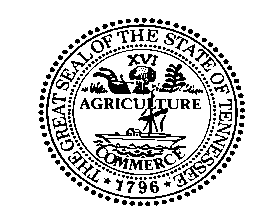 THE GREAT SEAL OF THE STATE OF TENNESSEE
XVI
AGRICULTURE
COMMERCE
1796